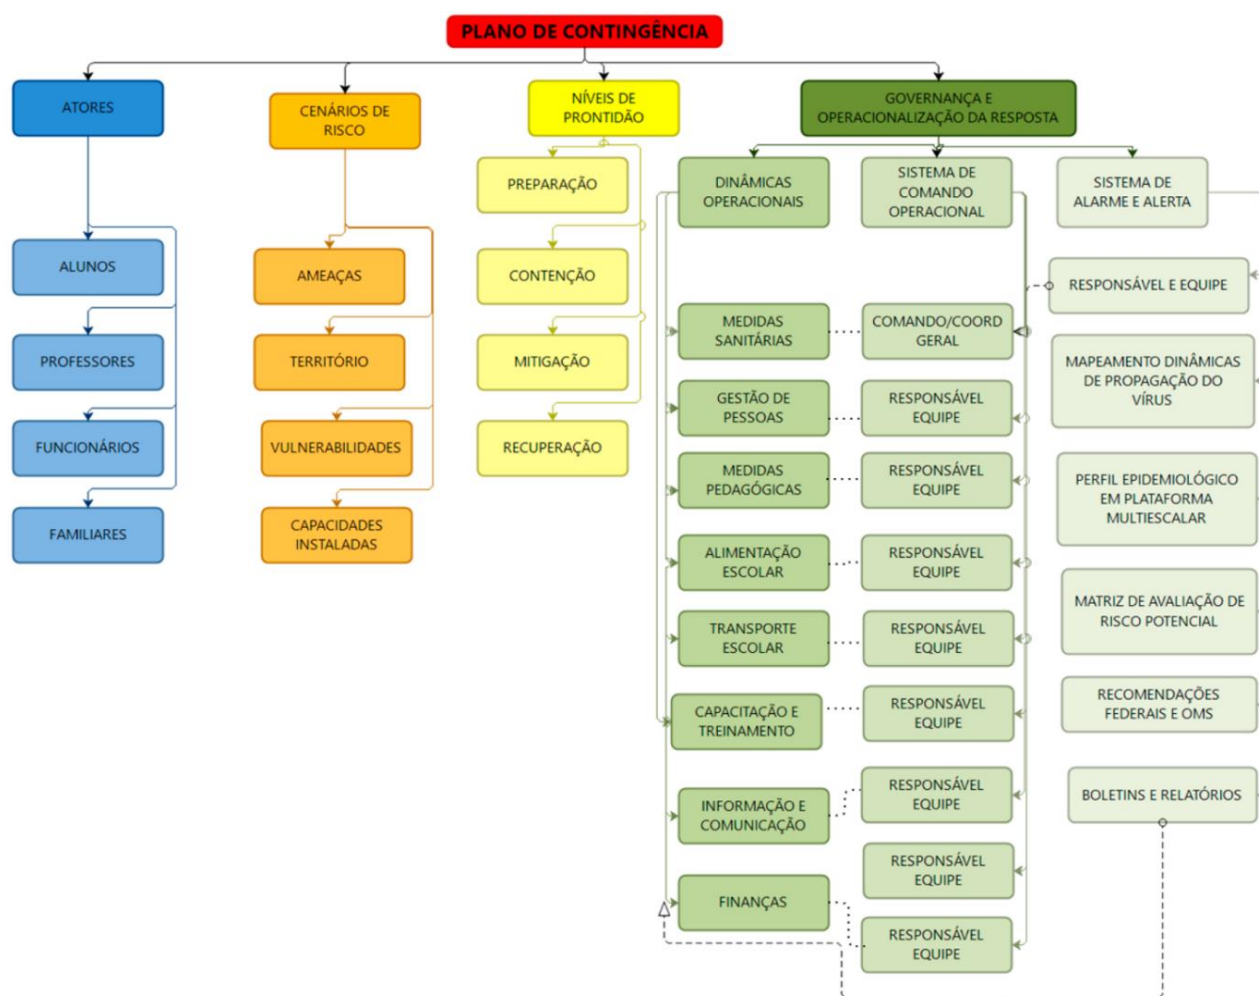 PLANO DE CONTINGÊNCIA
ATORES
ALUNOS
PROFESSORES
FUNCIONÁRIOS
FAMILIARES
CENÁRIOS DE
RISCO
AMEAÇAS
TERRITÓRIO
VULNERABILIDADES
CAPACIDADES
INSTALADAS
NÍVEIS DE
PRONTIDÃO
PREPARAÇÃO
CONTENÇÃO
MITIGAÇÃO
RECUPERAÇÃO
GOVERNANÇA E
OPERACIONALIZAÇÃO DA RESPOSTA
DINÂMICAS
OPERACIONAIS
MEDIDAS
SANITÁRIAS
GESTÃO DE
PESSOAS
MEDIDAS
PEDAGÓGICAS
ALIMENTAÇÃO
ESCOLAR
TRANSPORTE
ESCOLAR
CAPACITAÇÃO E
TREINAMENTO
INFORMAÇÃO E
COMUNICAÇÃO
FINANÇAS
SISTEMA DE
COMANDO
OPERACIONAL
COMANDO/COORD
GERAL
RESPONSÁVEL
EQUIPE
RESPONSÁVEL
EQUIPE
RESPONSÁVEL
EQUIPE
RESPONSÁVEL
EQUIPE
RESPONSÁVEL
EQUIPE
RESPONSÁVEL
EQUIPE
RESPONSÁVEL
EQUIPE
RESPONSÁVEL
EQUIPE
SISTEMA DE
ALARME E ALERTA
RESPONSÁVEL E EQUIPE
MAPEAMENTO DINÂMICAS
DE PROPAGAÇÃO DO
VÍRUS
PERFIL EPIDEMIOLÓGICO
EM PLATAFORMA
MULTIESCALAR
MATRIZ DE AVALIAÇÃO DE
RISCO POTENCIAL
RECOMENDAÇÕES
FEDERAIS E OMS
BOLETINS E RELATÓRIOS